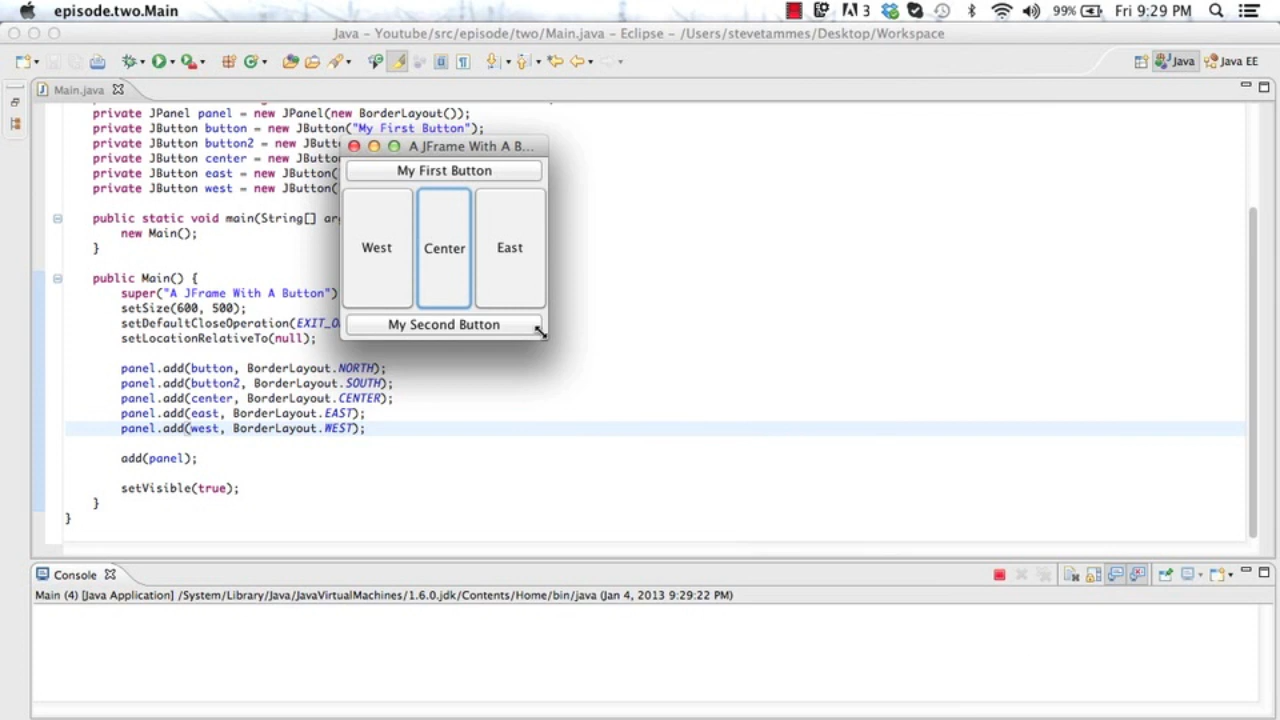 episode.two.Main
3
99%
Fri 9:29 PM
Java - Youtube/src/episode/two/Main.java - Eclipse - /Users/stevetammes/Desktop/Workspace
Java
Java EE
Main.java
private JPanel panel = new JPanel(new BorderLayout());
private JButton button = new JButton("My First Button");
private JButton button2 = new JButt
private JButton center = new JButt
private JButton east = new JButton(
private JButton west = new JButton(
public static void main(String[] arg
new Main();
}
public Main() {
super("A JFrame With A Button")
setSize(600, 500);
setDefaultCloseOperation(EXIT_O
setLocationRelativeTo(null);
panel.add(button, BorderLayout.NORTH);
panel.add(button2, BorderLayout.SOUTH);
panel.add(center, BorderLayout.CENTER);
panel.add(east, BorderLayout.EAST);
panel.add(west, BorderLayout.WEST);
add(panel);
setVisible(true);
}
}
A JFrame With A B...
My First Button
West
Center
East
My Second Button
Console
Main (4) [Java Application] /System/Library/Java/JavaVirtualMachines/1.6.0.jdk/Contents/Home/bin/java (Jan 4, 2013 9:29:22 PM)